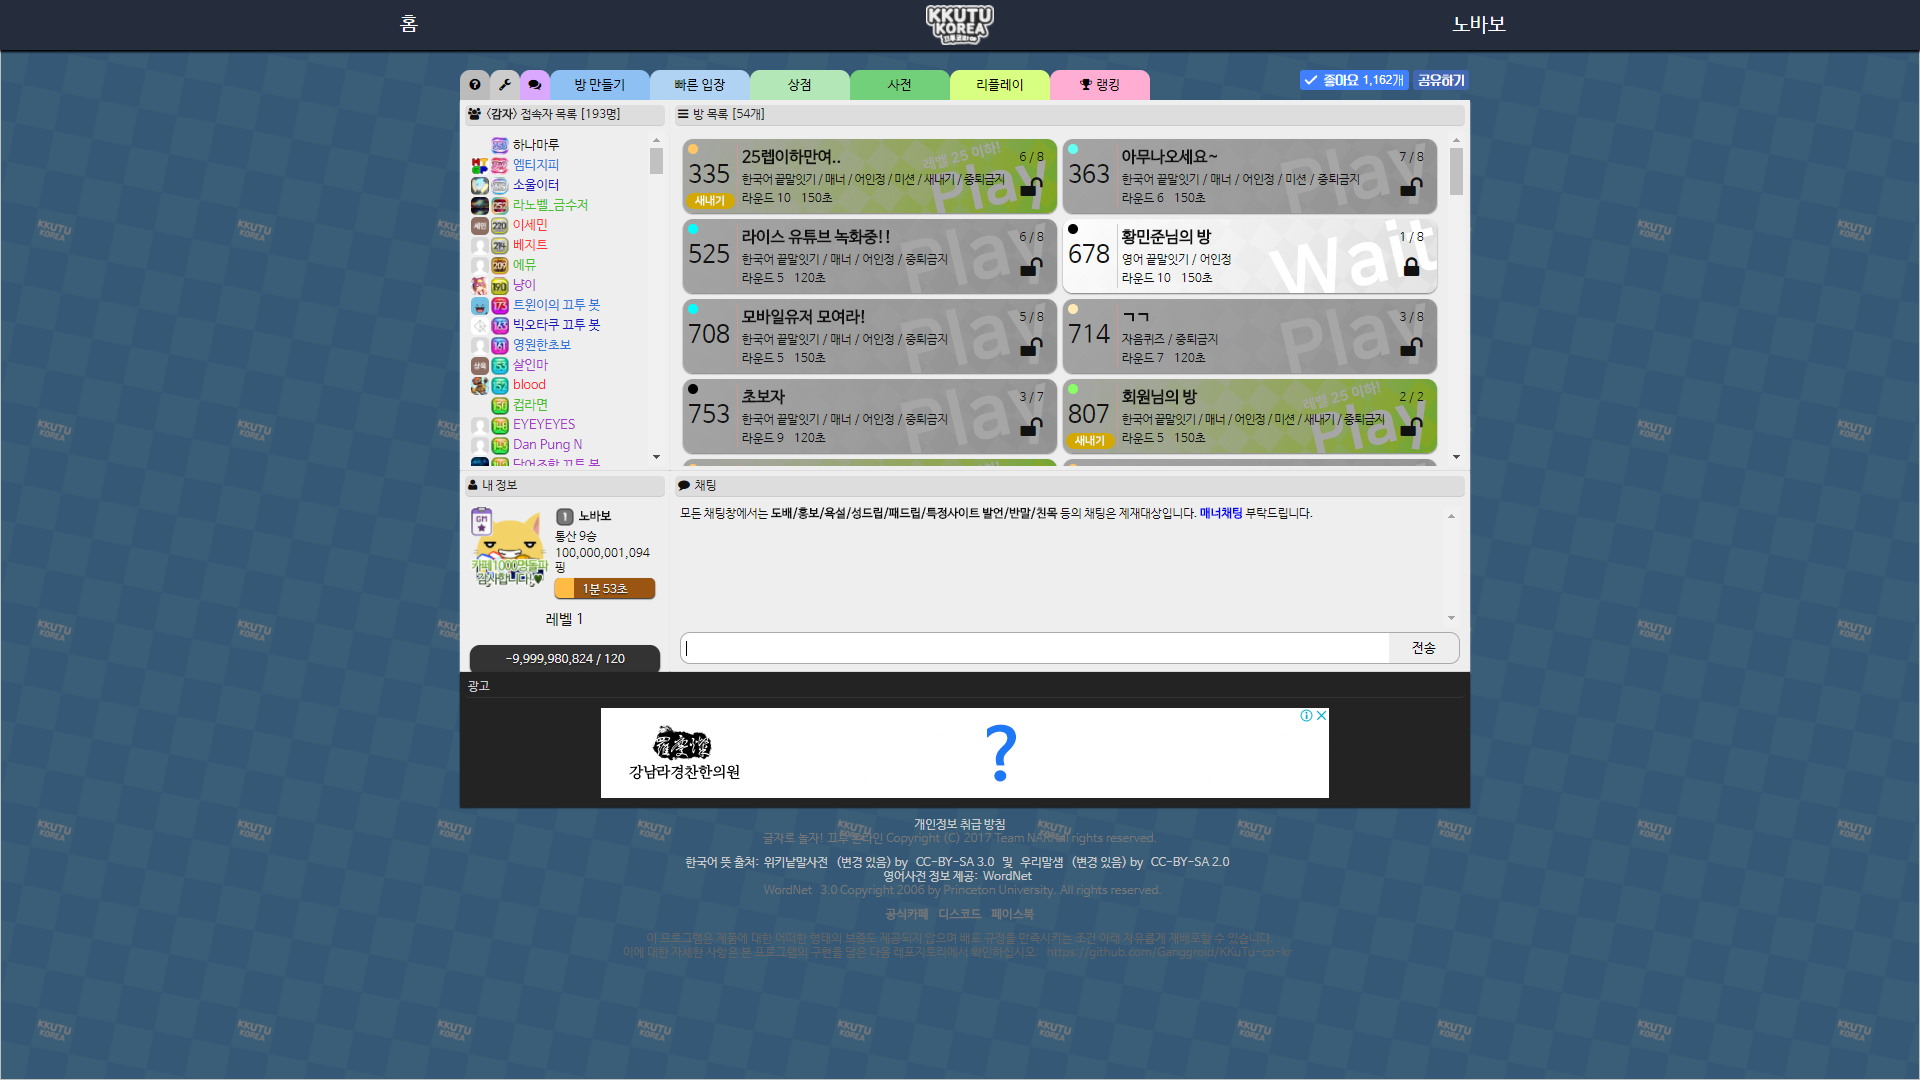 홈
KKUTU
KOREA
끄투코리아
노바보
방 만들기
빠른 입장
상점
사전
리플레이
랭킹
좋아요 1,162개
공유하기
<감자> 접속자 목록 [193명]
하나마루
엠티지피
소울이터
라노벨_금수저
이세민
베지트
에뮤
냥이
트윈이의 끄투 봇
빅오타쿠 끄투 봇
영원한초보
살인마
blood
컵라면
EYEYEYES
Dan Pung N
방 목록 [54개]
335
새내기
25렙이하만여..
6 / 8
한국어 끝말잇기 / 매너 / 어인정 / 미션 / 새내기 / 중퇴금지
라운드 10 150초
레벨 25 이하!
Play
363
아무나오세요~
7 / 8
한국어 끝말잇기 / 매너 / 어인정 / 미션 / 중퇴금지
라운드 6 150초
Play
525
라이스 유튜브 녹화중!!
6 / 8
한국어 끝말잇기 / 매너 / 어인정 / 중퇴금지
라운드 5 120초
Play
678
황민준님의 방
1 / 8
영어 끝말잇기 / 어인정
라운드 10 150초
Wait
708
모바일유저 모여라!
5 / 8
한국어 끝말잇기 / 매너 / 어인정 / 중퇴금지
라운드 5 150초
Play
714
ㄱㄱ
3 / 8
자음퀴즈 / 중퇴금지
라운드 7 120초
Play
753
초보자
3 / 7
한국어 끝말잇기 / 매너 / 어인정 / 중퇴금지
라운드 9 120초
Play
807
새내기
회원님의 방
2 / 2
한국어 끝말잇기 / 매너 / 어인정 / 미션 / 새내기 / 중퇴금지
라운드 5 150초
레벨 25 이하!
Play
내 정보
GM
1 노바보
통산 9승
100,000,001,094
핑
1분 53초
카페1000명돌파
감사합니다!♥
레벨 1
-9,999,980,824 / 120
채팅
모든 채팅창에서는 도배/홍보/욕설/성드립/패드립/특정사이트 발언/반말/친목 등의 채팅은 제재대상입니다. 매너채팅 부탁드립니다.
전송
광고
강남라경찬한의원
?
개인정보 취급 방침
글자로 놀자! 끄투 온라인 Copyright (C) 2017 Team NAR. all rights reserved.
한국어 뜻 출처: 위키낱말사전 (변경 있음) by CC-BY-SA 3.0 및 우리말샘 (변경 있음) by CC-BY-SA 2.0
영어사전 정보 제공: WordNet
WordNet 3.0 Copyright 2006 by Princeton University. All rights reserved.
공식카페 디스코드 페이스북
이 프로그램은 제품에 대한 어떠한 형태의 보증도 제공되지 않으며 배포 규정을 만족시키는 조건 아래 자유롭게 재배포할 수 있습니다.
이에 대한 자세한 사항은 본 프로그램의 구현을 담은 다음 레포지토리에서 확인하십시오: https://github.com/Ganggroid/KKuTu-co-kr